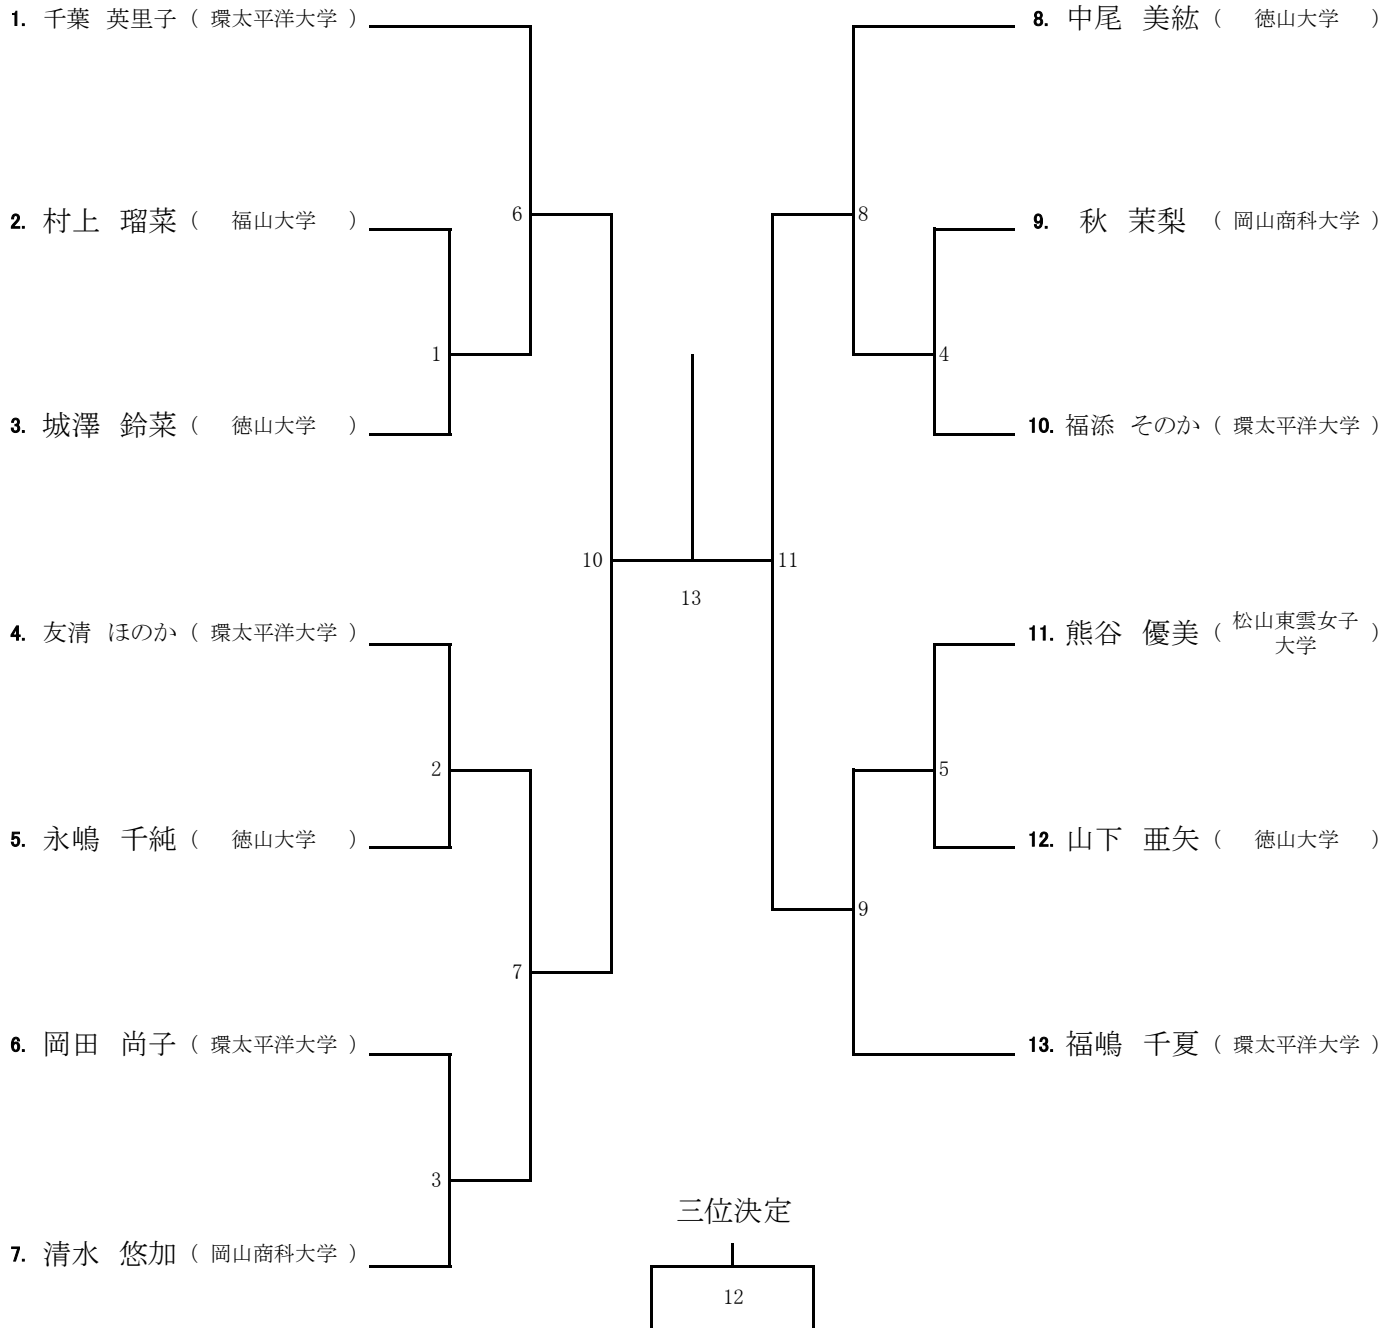 1. 千葉 英里子 ( 環太平洋大学 )
2. 村上 瑠菜 ( 福山大学 )
3. 城澤 鈴菜 ( 徳山大学 )
4. 友清 ほのか ( 環太平洋大学 )
5. 永嶋 千純 ( 徳山大学 )
6. 岡田 尚子 ( 環太平洋大学 )
7. 清水 悠加 ( 岡山商科大学 )
1
2
3
6
7
10
13
11
8
9
4
5
8. 中尾 美紘 ( 徳山大学 )
9. 秋 茉梨 ( 岡山商科大学 )
10. 福添 そのか ( 環太平洋大学 )
11. 熊谷 優美 ( 松山東雲女子
大学 )
12. 山下 亜矢 ( 徳山大学 )
13. 福嶋 千夏 ( 環太平洋大学 )
三位決定
12